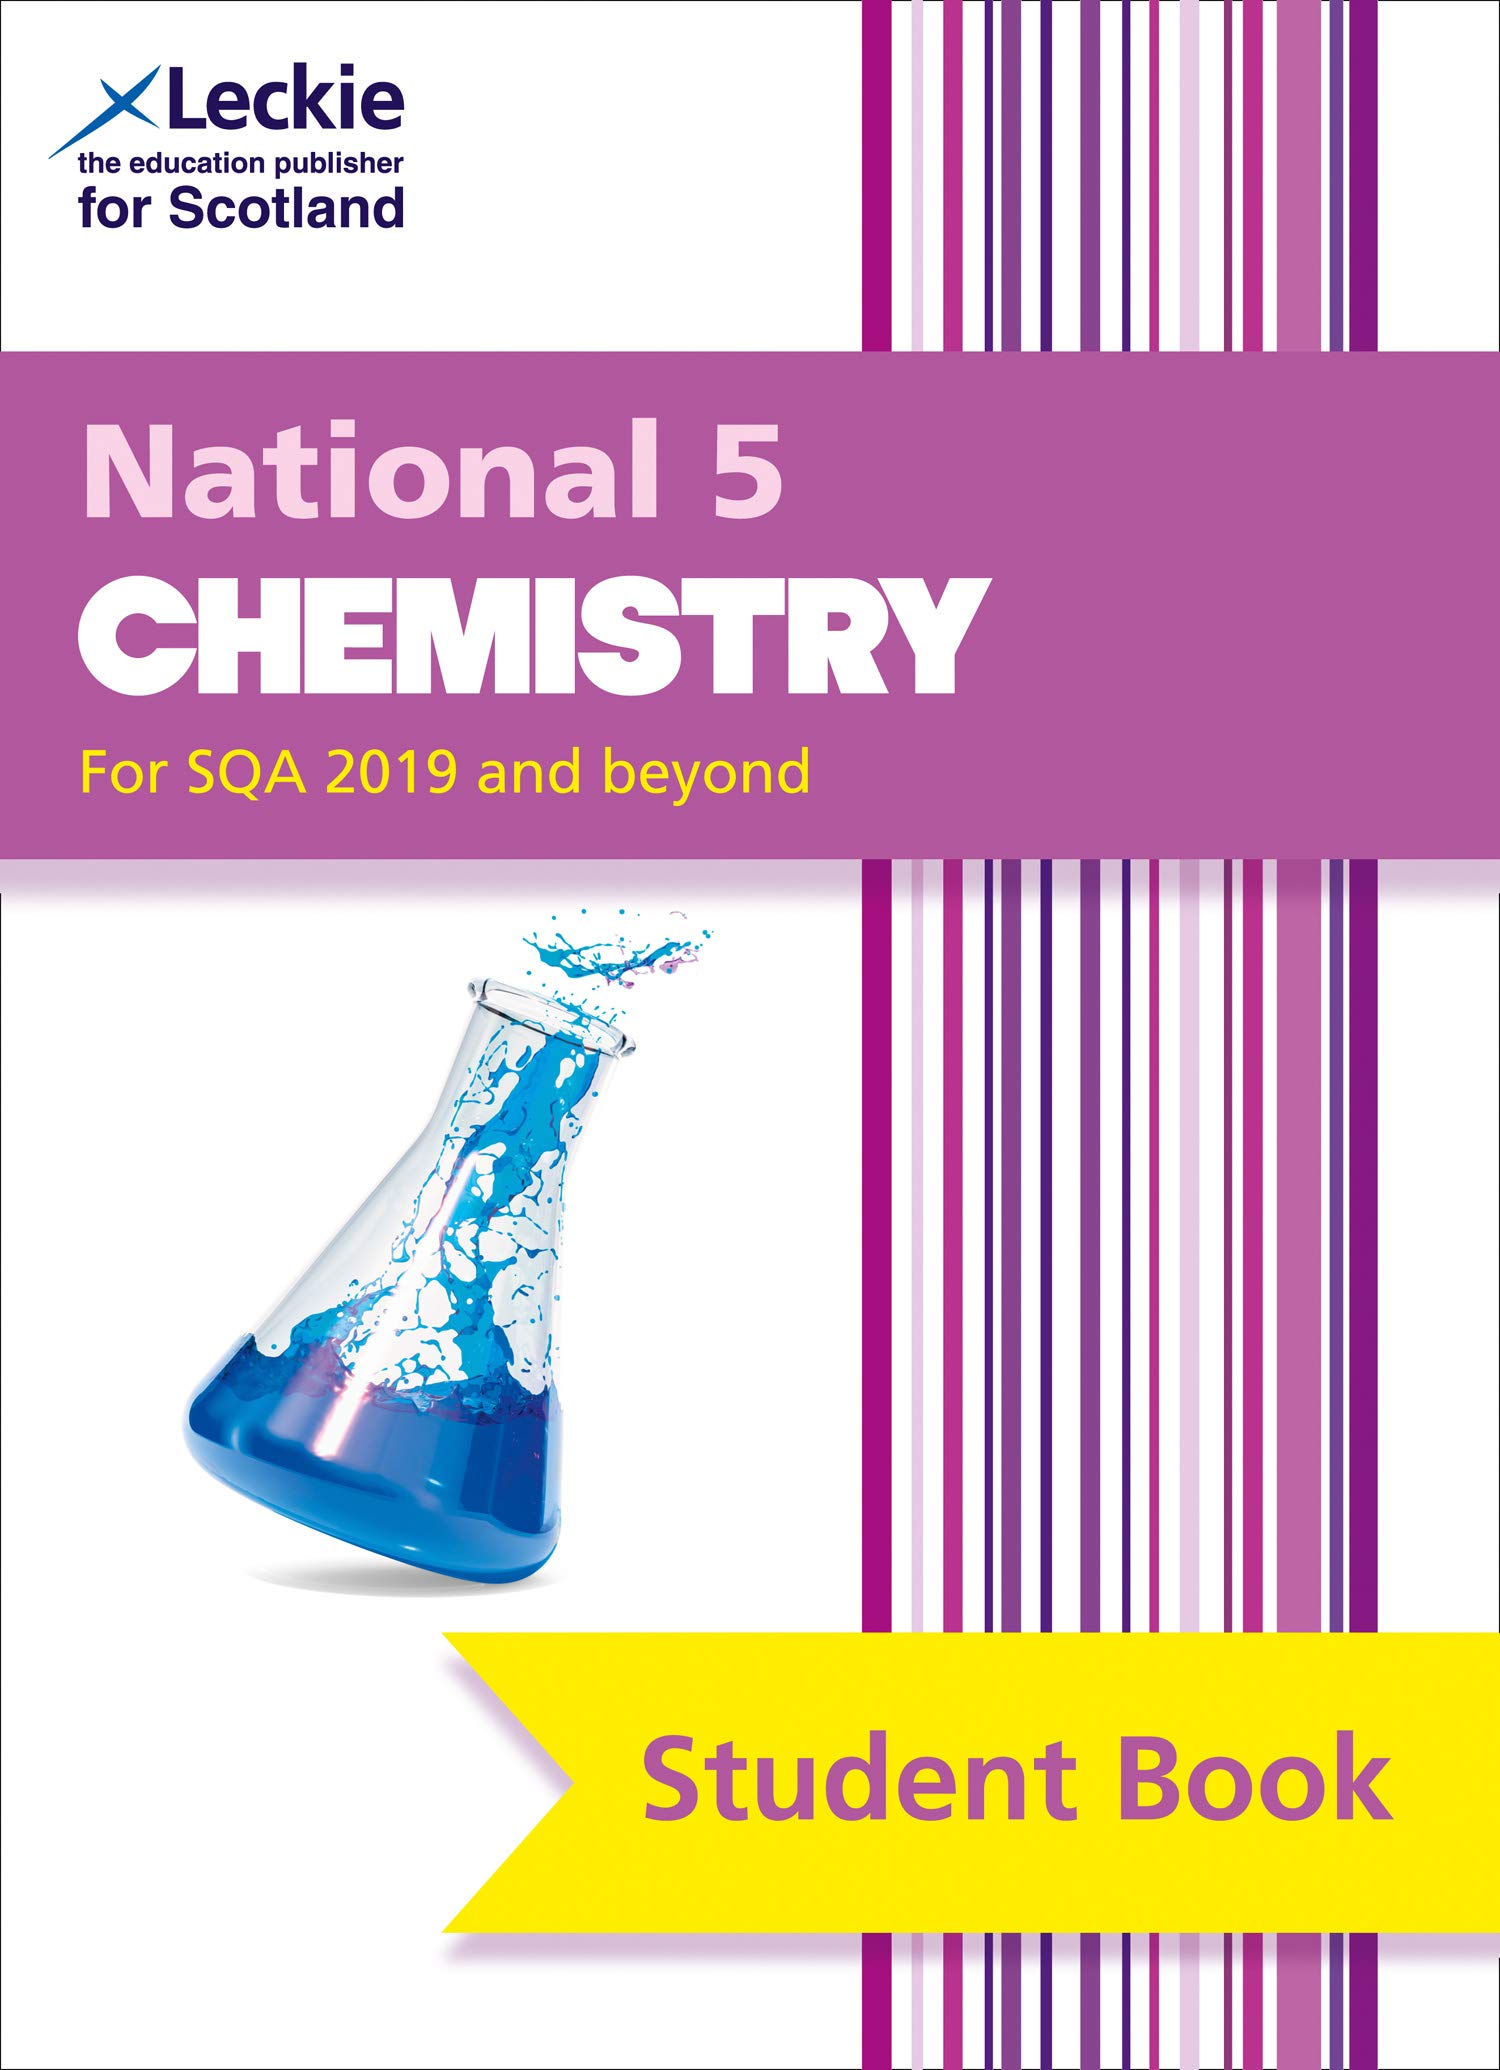 Leckie
the education publisher
for Scotland
National 5
CHEMISTRY
For SQA 2019 and beyond
Student Book